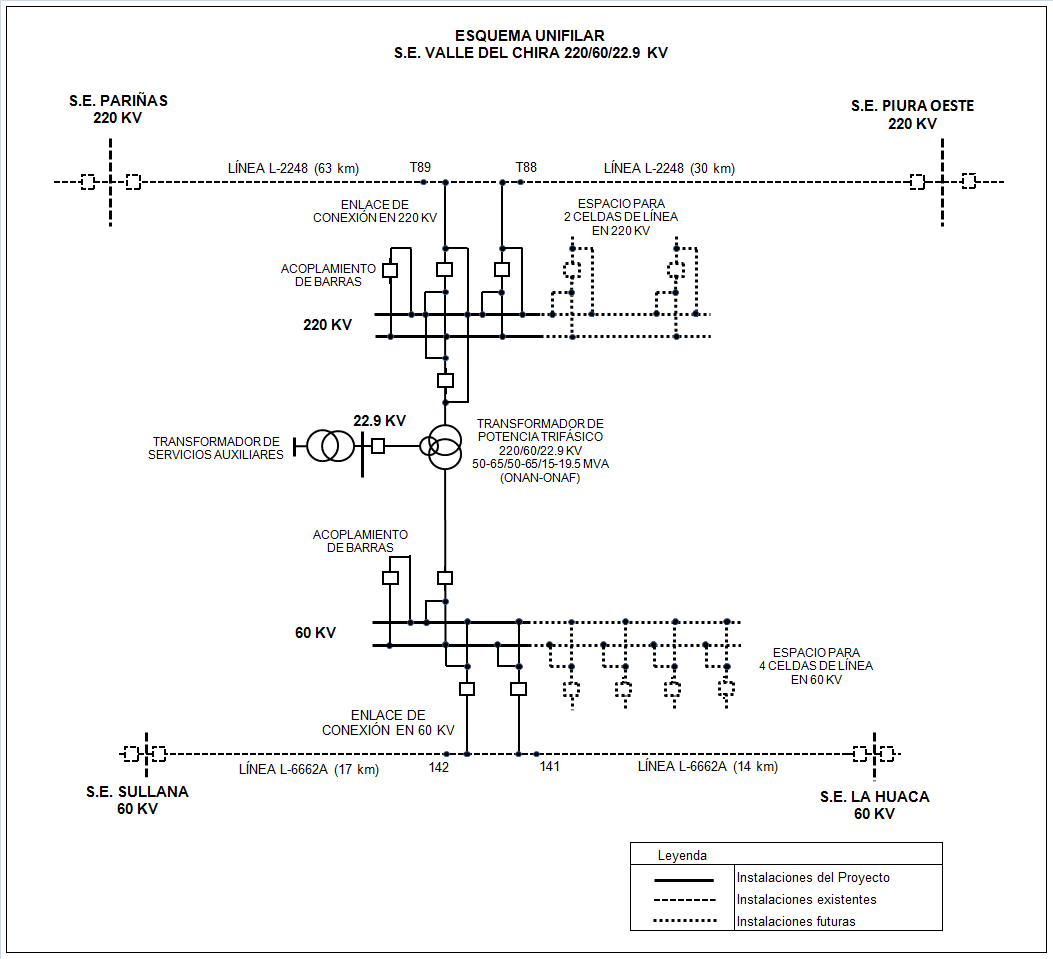 ESQUEMA UNIFILAR
S.E. VALLE DEL CHIRA 220/60/22.9 KV
S.E. PARIÑAS
220 KV
S.E. PIURA OESTE
220 KV
LÍNEA L-2248 (63 km)
T89
T88
LÍNEA L-2248 (30 km)
ENLACE DE
CONEXIÓN EN 220 KV
ESPACIO PARA
2 CELDAS DE LÍNEA
EN 220 KV
ACOPLAMIENTO
DE BARRAS
220 KV
22.9 KV
TRANSFORMADOR DE
SERVICIOS AUXILIARES
TRANSFORMADOR DE
POTENCIA TRIFÁSICO
220/60/22.9 KV
50-65/50-65/15-19.5 MVA
(ONAN-ONAF)
ACOPLAMIENTO
DE BARRAS
60 KV
ESPACIO PARA
4 CELDAS DE LÍNEA
EN 60 KV
ENLACE DE
CONEXIÓN EN 60 KV
LÍNEA L-6662A (17 km)
142
141
LÍNEA L-6662A (14 km)
S.E. SULLANA
60 KV
S.E. LA HUACA
60 KV
Leyenda
Instalaciones del Proyecto
Instalaciones existentes
Instalaciones futuras